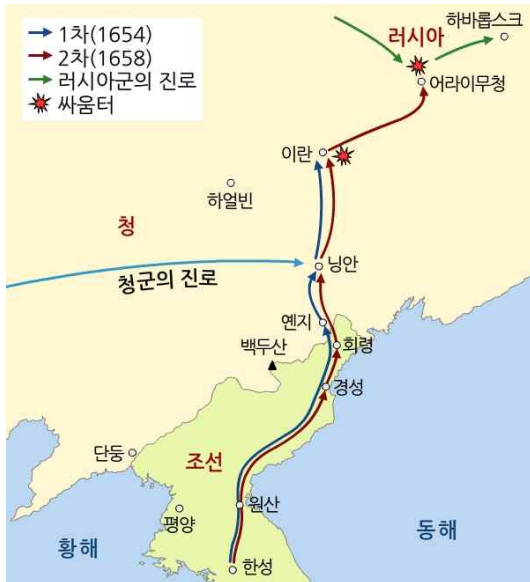 1차(1654)
2차(1658)
러시아군의 진로
싸움터
하바롭스크
러시아
어라이무청
이란
하얼빈
청
닝안
청군의 진로
옌지
회령
백두산
경성
단둥
조선
원산
평양
동해
황해
한성